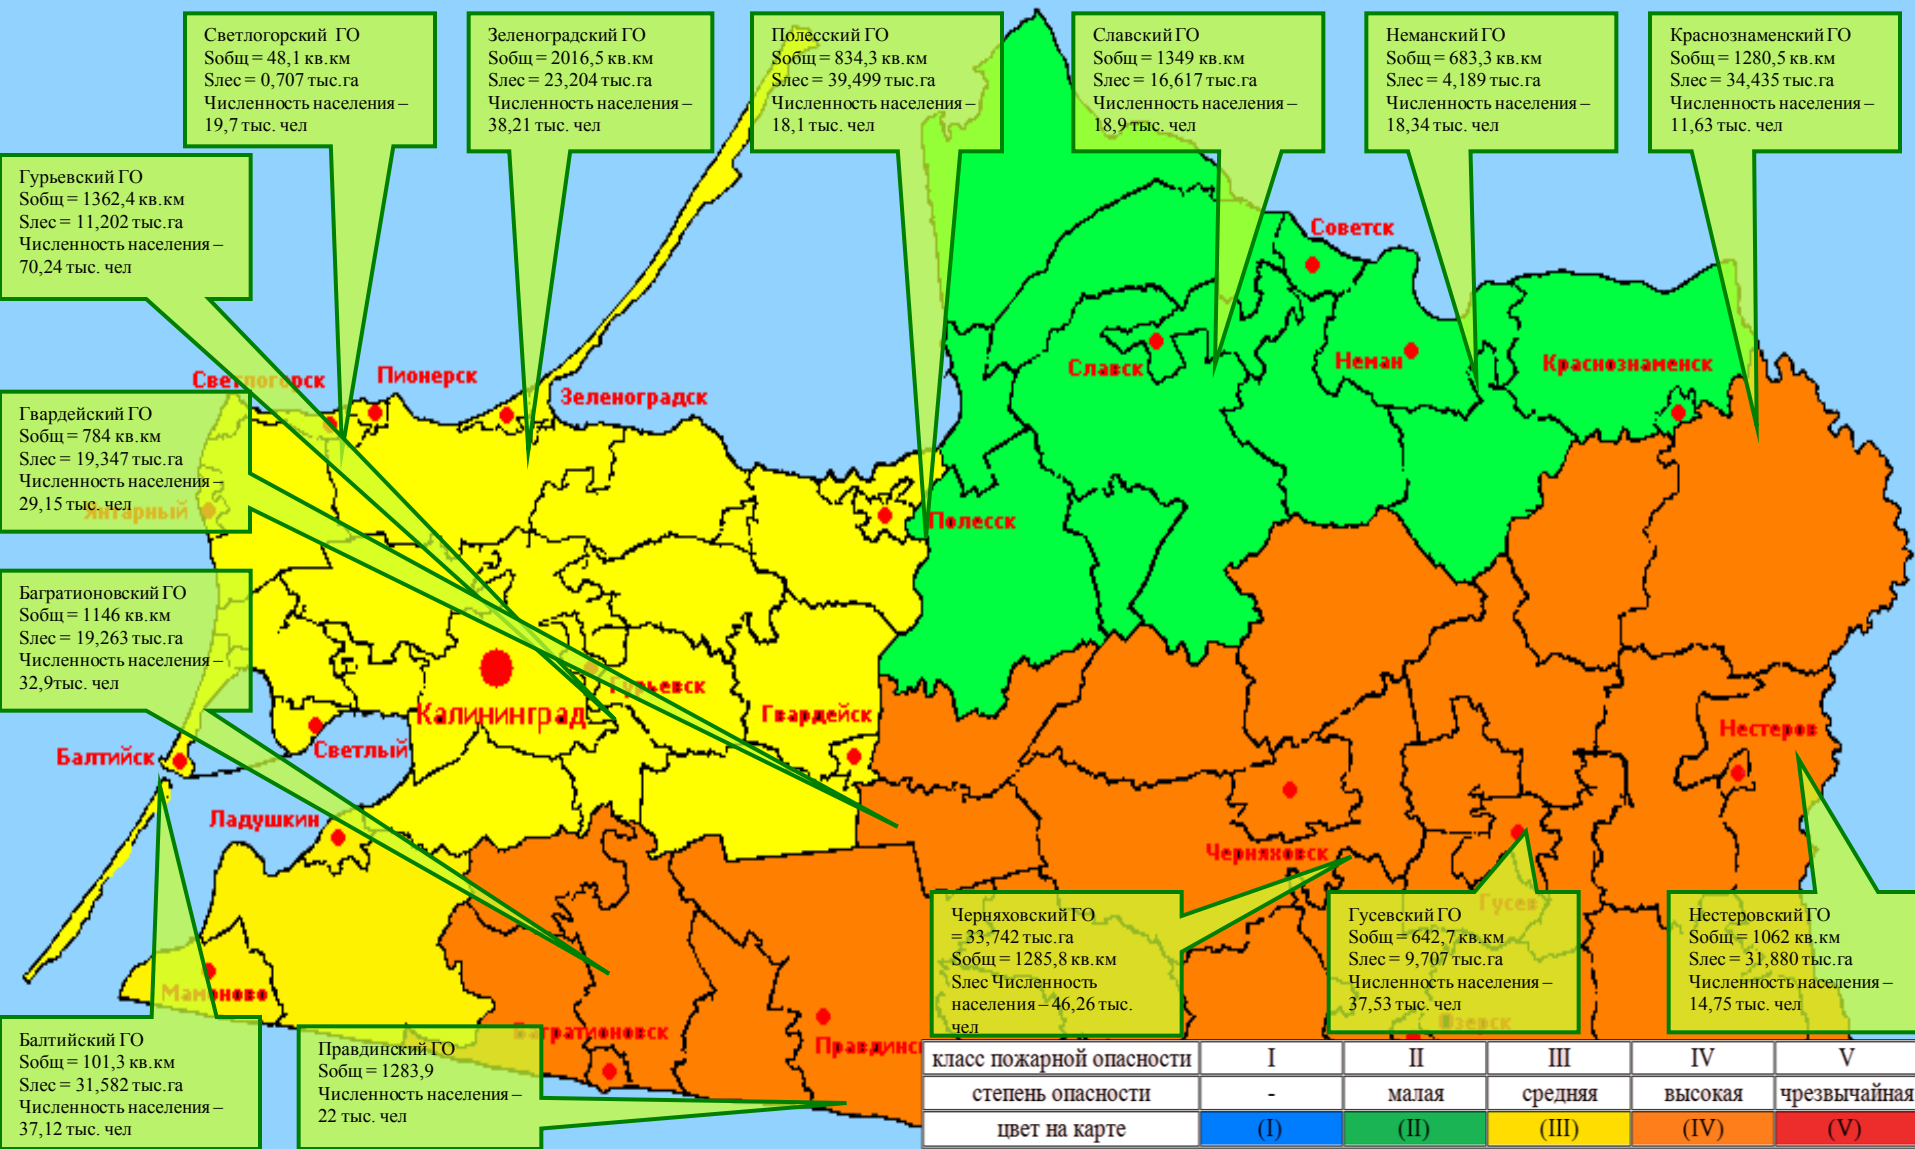 Светлогорский ГО
Sобщ = 48,1 кв.км
Sлес = 0,707 тыс.га
Численность населения –
19,7 тыс. чел
Зеленоградский ГО
Sобщ = 2016,5 кв.км
Sлес = 23,204 тыс.га
Численность населения –
38,21 тыс. чел
Полесский ГО
Sобщ = 834,3 кв.км
Sлес = 39,499 тыс.га
Численность населения –
18,1 тыс. чел
Славский ГО
Sобщ = 1349 кв.км
Sлес = 16,617 тыс.га
Численность населения –
18,9 тыс. чел
Неманский ГО
Sобщ = 683,3 кв.км
Sлес = 4,189 тыс.га
Численность населения –
18,34 тыс. чел
Краснознаменский ГО
Sобщ = 1280,5 кв.км
Sлес = 34,435 тыс.га
Численность населения –
11,63 тыс. чел
Гурьевский ГО
Sобщ = 1362,4 кв.км
Sлес = 11,202 тыс.га
Численность населения –
70,24 тыс. чел
Гвардейский ГО
Sобщ = 784 кв.км
Sлес = 19,347 тыс.га
Численность населения –
29,15 тыс. чел
Багратионовский ГО
Sобщ = 1146 кв.км
Sлес = 19,263 тыс.га
Численность населения –
32,9тыс. чел
Балтийский ГО
Sобщ = 101,3 кв.км
Sлес = 31,582 тыс.га
Численность населения –
37,12 тыс. чел
Правдинский ГО
Sобщ = 1283,9
Численность населения –
22 тыс. чел
Черняховский ГО
= 33,742 тыс.га
Sобщ = 1285,8 кв.км
Sлес Численность
населения – 46,26 тыс.
чел
Гусевский ГО
Sобщ = 642,7 кв.км
Sлес = 9,707 тыс.га
Численность населения –
37,53 тыс. чел
Нестеровский ГО
Sобщ = 1062 кв.км
Sлес = 31,880 тыс.га
Численность населения –
14,75 тыс. чел
Советск
Светлогорск
Пионерск
Зеленоградск
Славск
Неман
Краснознаменск
Янтарный
Полесск
Гурьевск
Калининград
Гвардейск
Нестеров
Балтийск
Светлый
Ладушкин
Черняховск
Гусев
Мамоново
Багратионовск
Правдинс
Озерск
класс пожарной опасности I II III IV V
степень опасности - малая средняя высокая чрезвычайная
цвет на карте (I) (II) (III) (IV) (V)